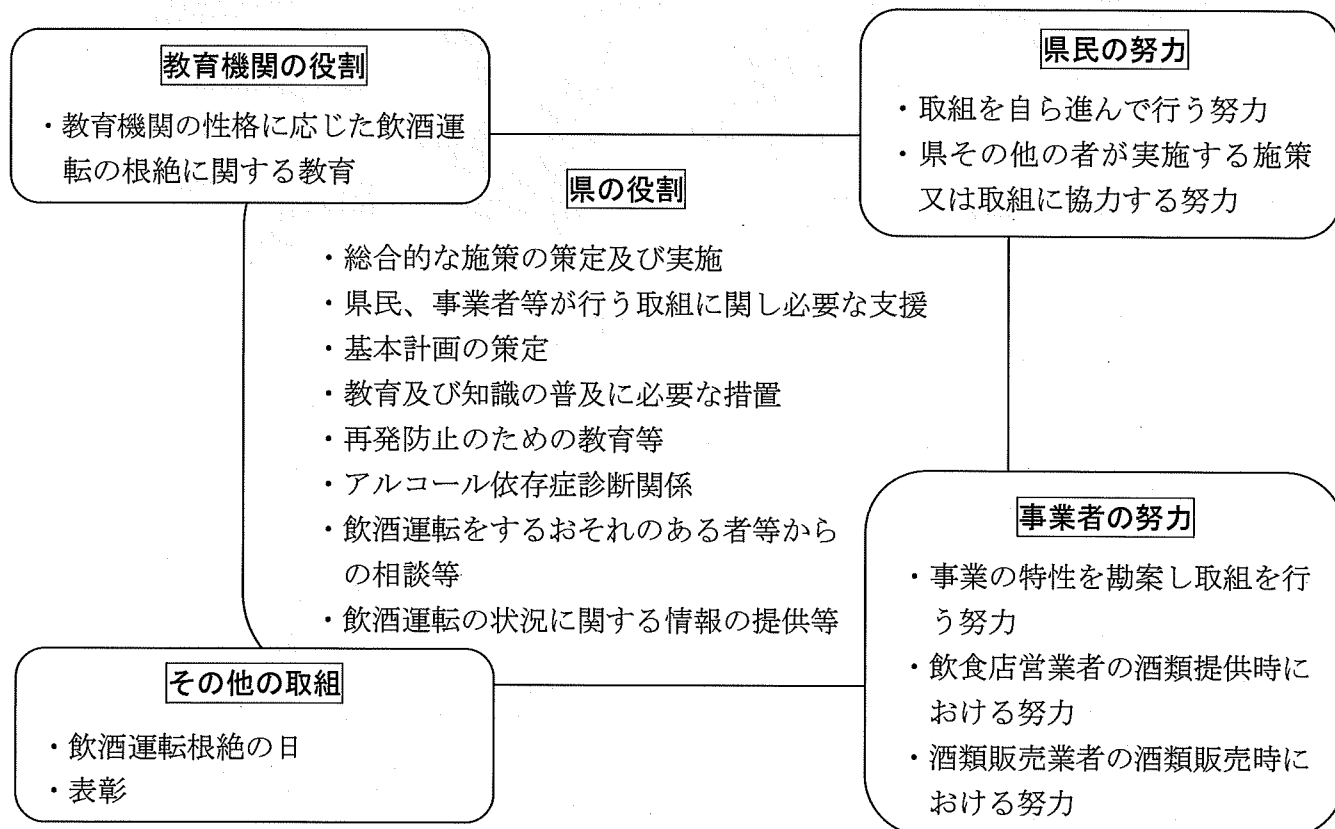 教育機関の役割
・教育機関の性格に応じた飲酒運
転の根絶に関する教育
県民の努力
・取組を自ら進んで行う努力
・県その他の者が実施する施策
又は取組に協力する努力
県の役割
・総合的な施策の策定及び実施
・県民、事業者等が行う取組に関し必要な支援
・基本計画の策定
・教育及び知識の普及に必要な措置
・再発防止のための教育等
・アルコール依存症診断関係
・飲酒運転をするおそれのある者等から
の相談等
・飲酒運転の状況に関する情報の提供等
事業者の努力
・事業の特性を勘案し取組を行
う努力
・飲食店営業者の酒類提供時に
おける努力
・酒類販売業者の酒類販売時に
おける努力
その他の取組
・飲酒運転根絶の日
・表彰